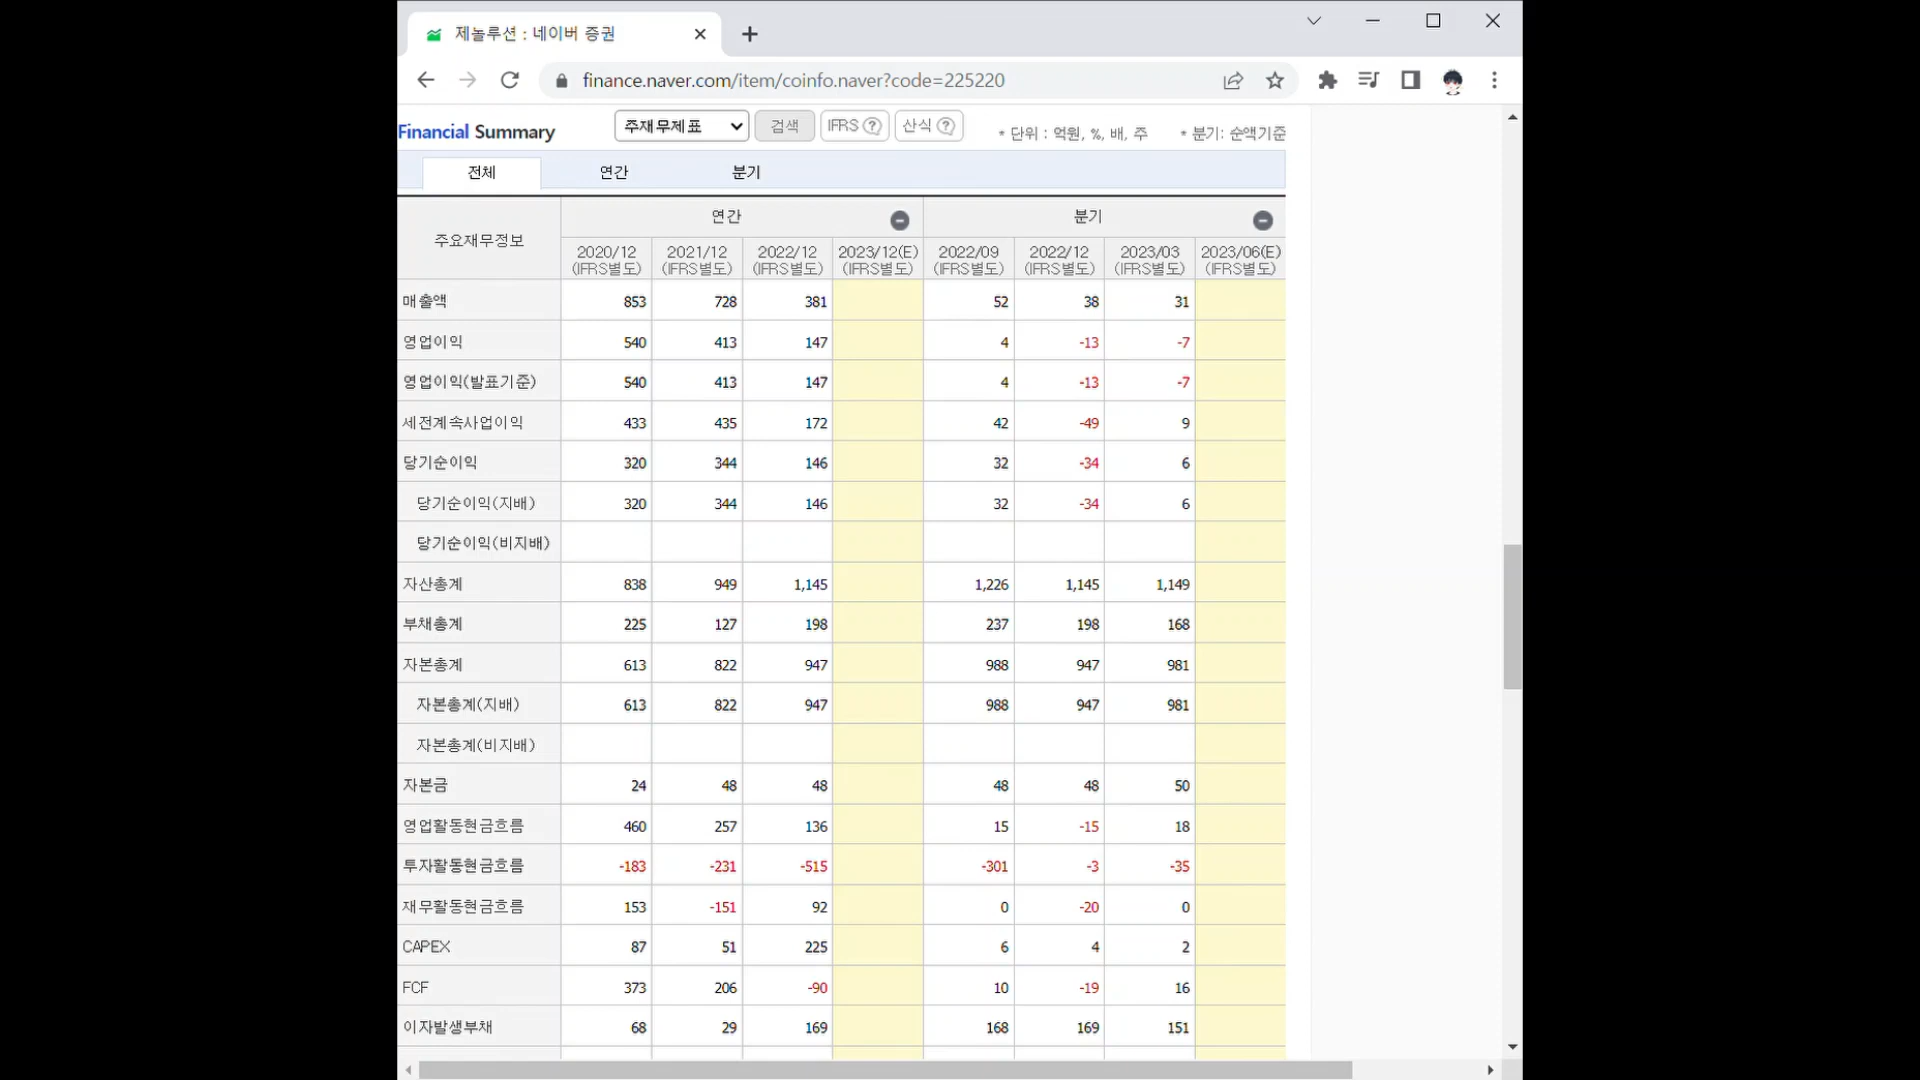 제놀루션 : 네이버 증권
finance.naver.com/item/coinfo.naver?code=225220
Financial Summary 주재무제표 검색 IFRS ? 산식 ? * 단위 : 억원, %, 배, 주 * 분기: 순액기준
전체 연간 분기
주요재무정보 연간 분기
2020/12 2021/12 2022/12 2023/12(E) 2022/09 2022/12 2023/03 2023/06(E)
(IFRS별도) (IFRS별도) (IFRS별도) (IFRS별도) (IFRS별도) (IFRS별도) (IFRS별도) (IFRS별도)
매출액 853 728 381 52 38 31
영업이익 540 413 147 4 -13 -7
영업이익(발표기준) 540 413 147 4 -13 -7
세전계속사업이익 433 435 172 42 -49 9
당기순이익 320 344 146 32 -34 6
당기순이익(지배) 320 344 146 32 -34 6
당기순이익(비지배)
자산총계 838 949 1,145 1,226 1,145 1,149
부채총계 225 127 198 237 198 168
자본총계 613 822 947 988 947 981
자본총계(지배) 613 822 947 988 947 981
자본총계(비지배)
자본금 24 48 48 48 48 50
영업활동현금흐름 460 257 136 15 -15 18
투자활동현금흐름 -183 -231 -515 -301 -3 -35
재무활동현금흐름 153 -151 92 0 -20 0
CAPEX 87 51 225 6 4 2
FCF 373 206 -90 10 -19 16
이자발생부채 68 29 169 168 169 151